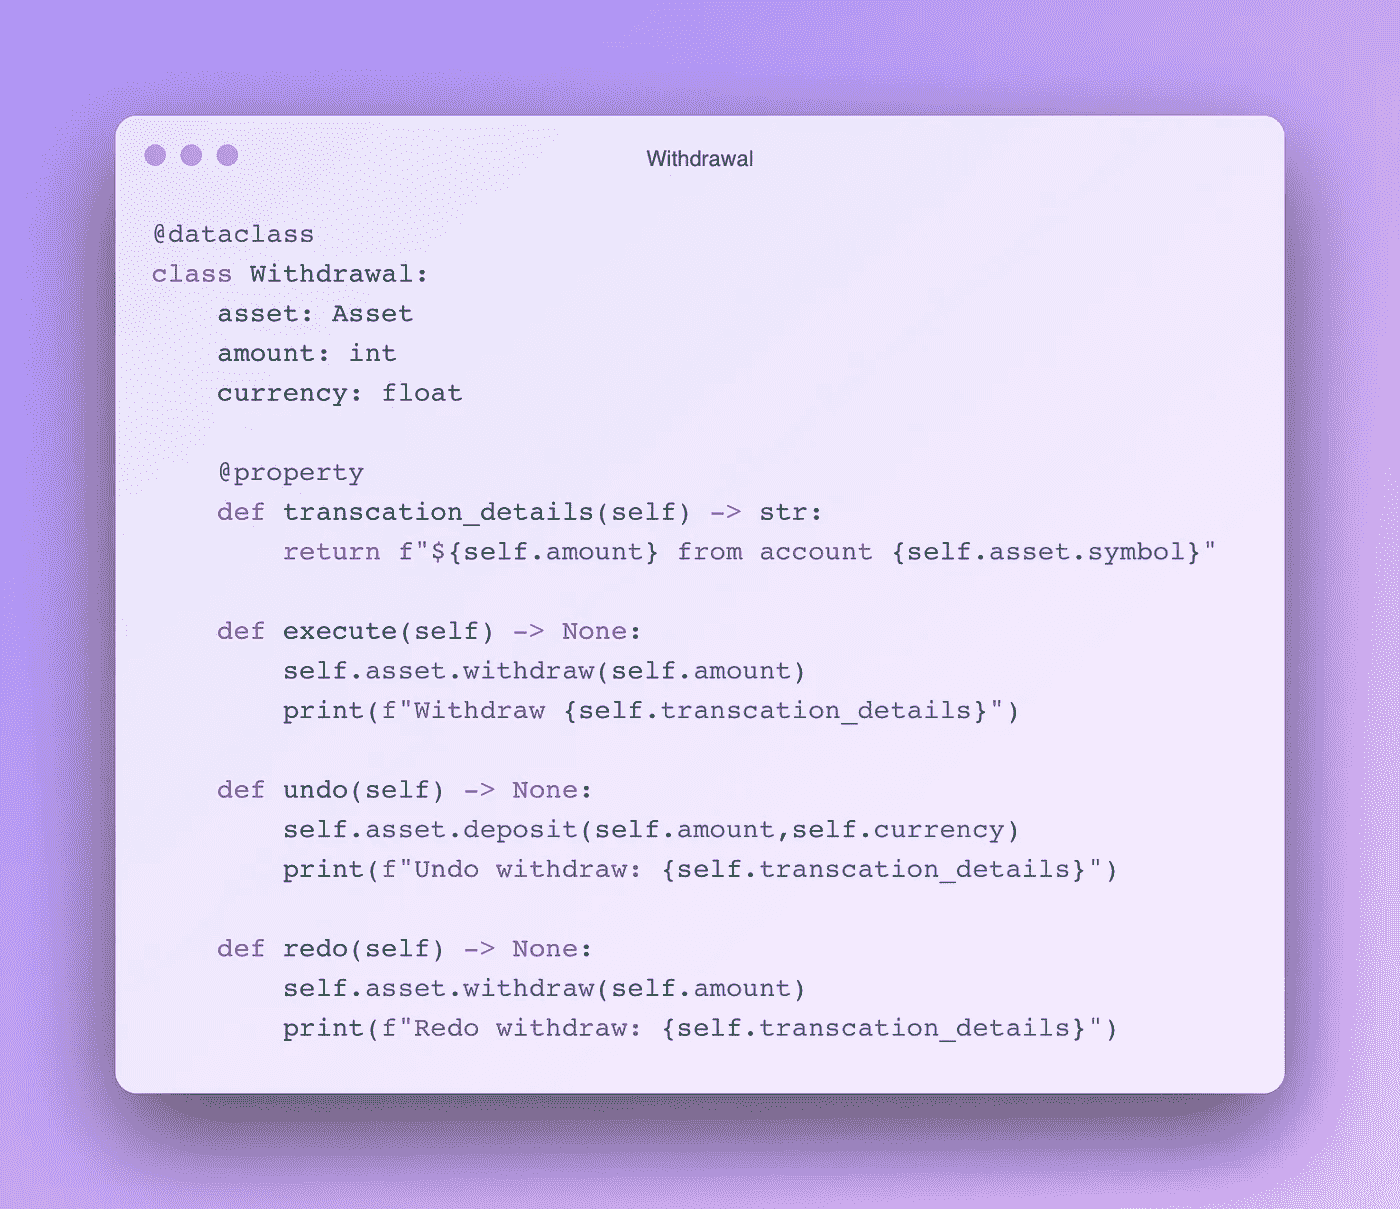 Withdrawal
@dataclass
class Withdrawal:
    asset: Asset
    amount: int
    currency: float
    @property
    def transcation_details(self) -> str:
        return f"${self.amount} from account {self.asset.symbol}"
    def execute(self) -> None:
        self.asset.withdraw(self.amount)
        print(f"Withdraw {self.transcation_details}")
    def undo(self) -> None:
        self.asset.deposit(self.amount,self.currency)
        print(f"Undo withdraw: {self.transcation_details}")
    def redo(self) -> None:
        self.asset.withdraw(self.amount)
        print(f"Redo withdraw: {self.transcation_details}")